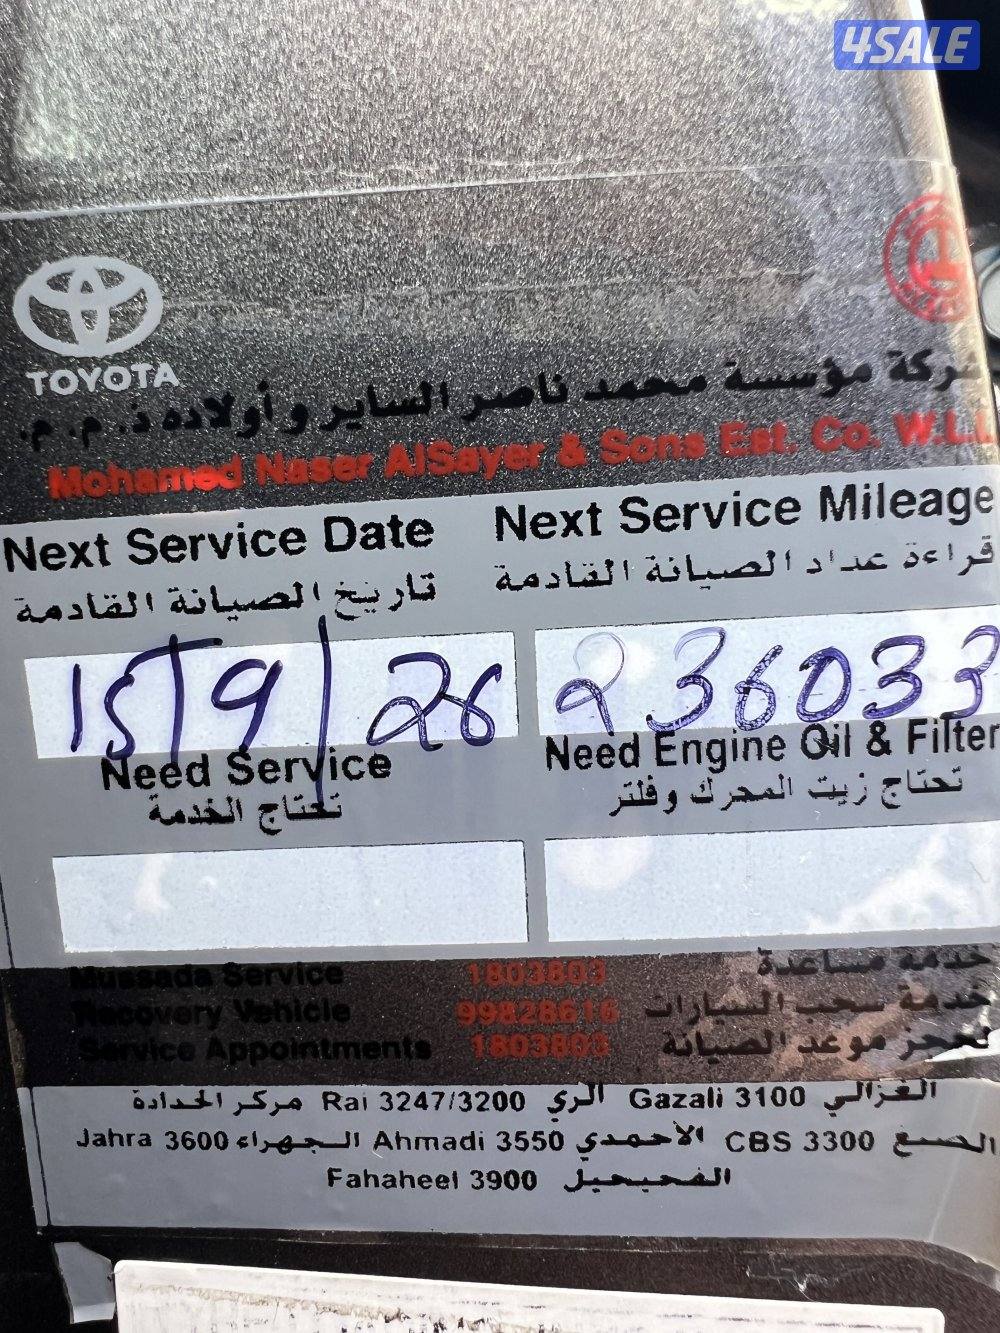 4SALE
TOYOTA
شركة مؤسسة محمد ناصر الساير و أولاده ذ. م. م.
Mohamed Naser AlSayer & Sons Est. Co. W.L.L
Next Service Date Next Service Mileage
تاريخ الصيانة القادمة قراءة عداد الصيانة القادمة
15/9/26 236033
Need Service Need Engine Oil & Filter
تحتاج الخدمة تحتاج زيت المحرك وفلتر
Mussada Service 1803803 خدمة مساعدة
Recovery Vehicle 99828616 خدمة سحب السيارات
Service Appointments 1803803 لحجز موعد الصيانة
مركز الحدادة Rai 3247/3200 الري Gazali 3100 الغزالي
Jahra 3600 الجهراء Ahmadi 3550 الأحمدي CBS 3300
Fahaheel 3900 الفحيحيل